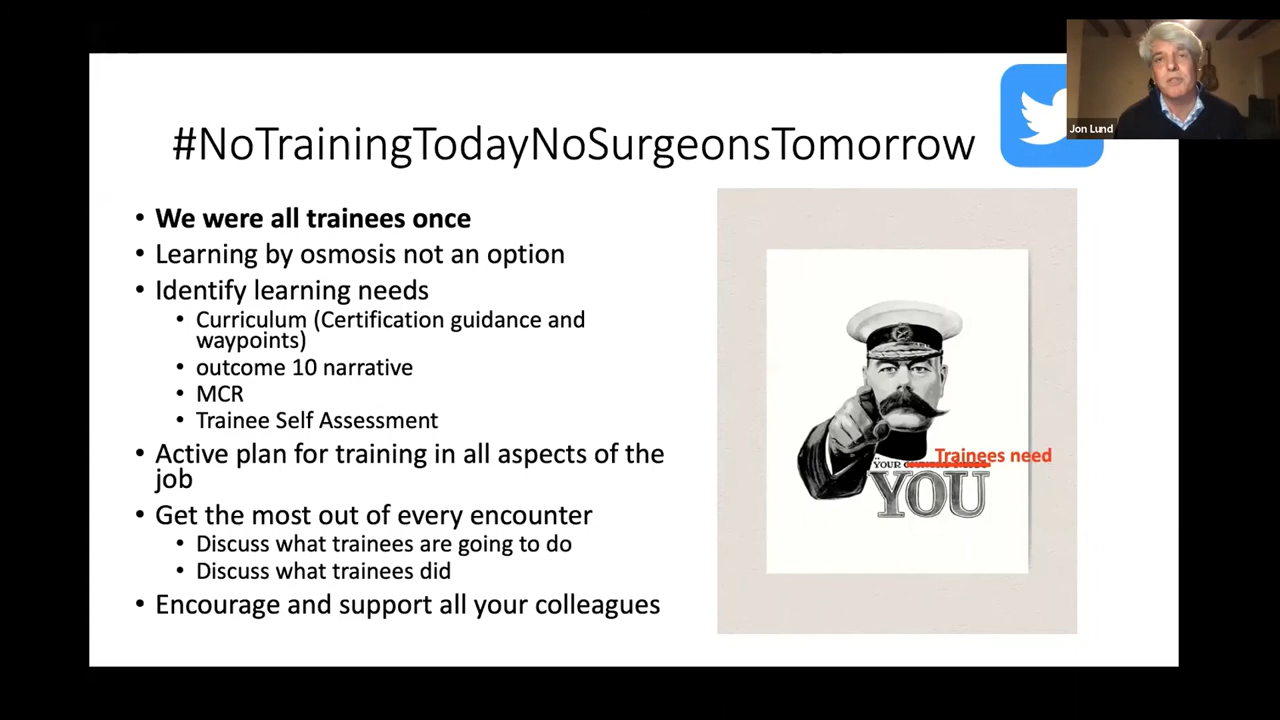 #NoTrainingTodayNoSurgeonsTomorrow
Jon Lund
• We were all trainees once
• Learning by osmosis not an option
• Identify learning needs
• Curriculum (Certification guidance and
waypoints)
• outcome 10 narrative
• MCR
• Trainee Self Assessment
• Active plan for training in all aspects of the
job
• Get the most out of every encounter
• Discuss what trainees are going to do
• Discuss what trainees did
• Encourage and support all your colleagues
Trainees need
"YOUR
YOU